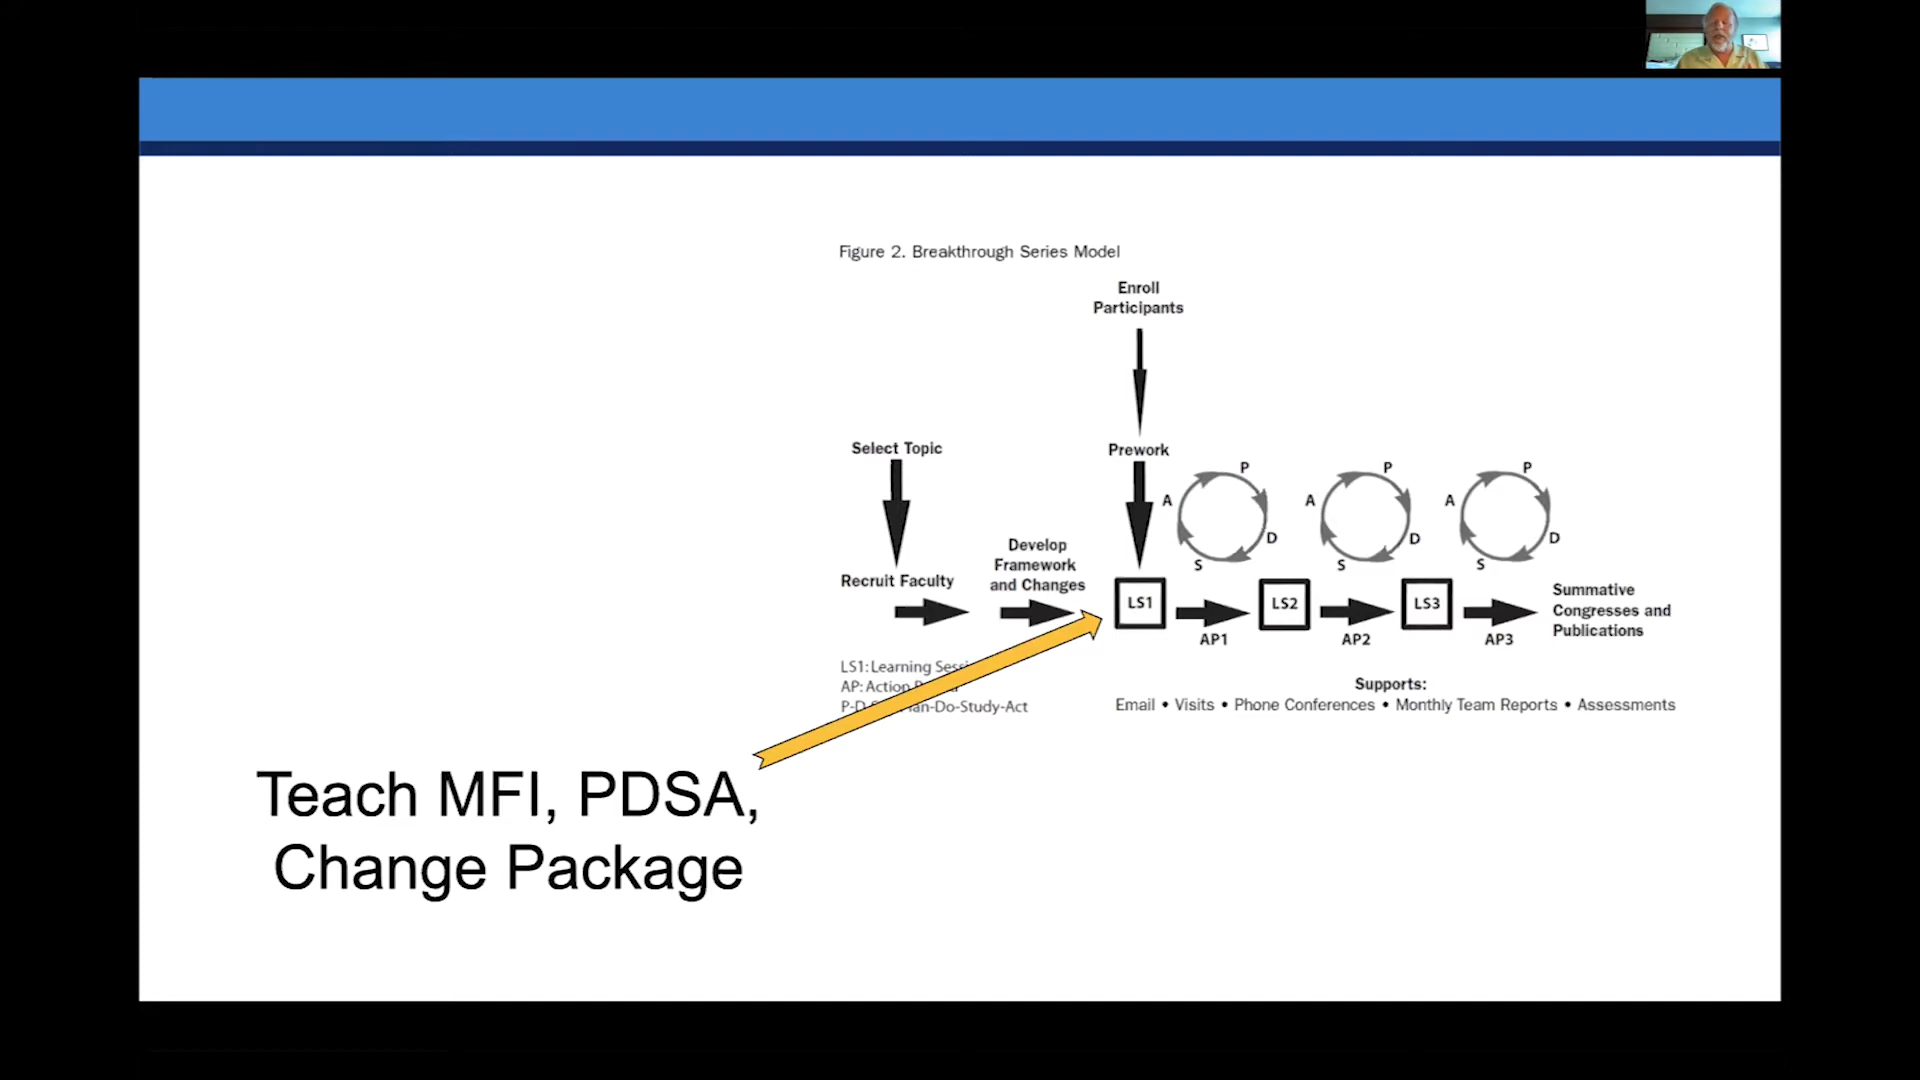 Figure 2. Breakthrough Series Model
Enroll
Participants
Select Topic
Prework
P
A
D
S
P
A
D
S
P
A
D
S
Develop
Framework
and Changes
Recruit Faculty
LS1
LS2
LS3
AP1
AP2
AP3
Summative
Congresses and
Publications
LS1: Learning
AP: Action
-Do-Study-Act
Supports:
Email • Visits • Phone Conferences • Monthly Team Reports • Assessments
Teach MFI, PDSA,
Change Package